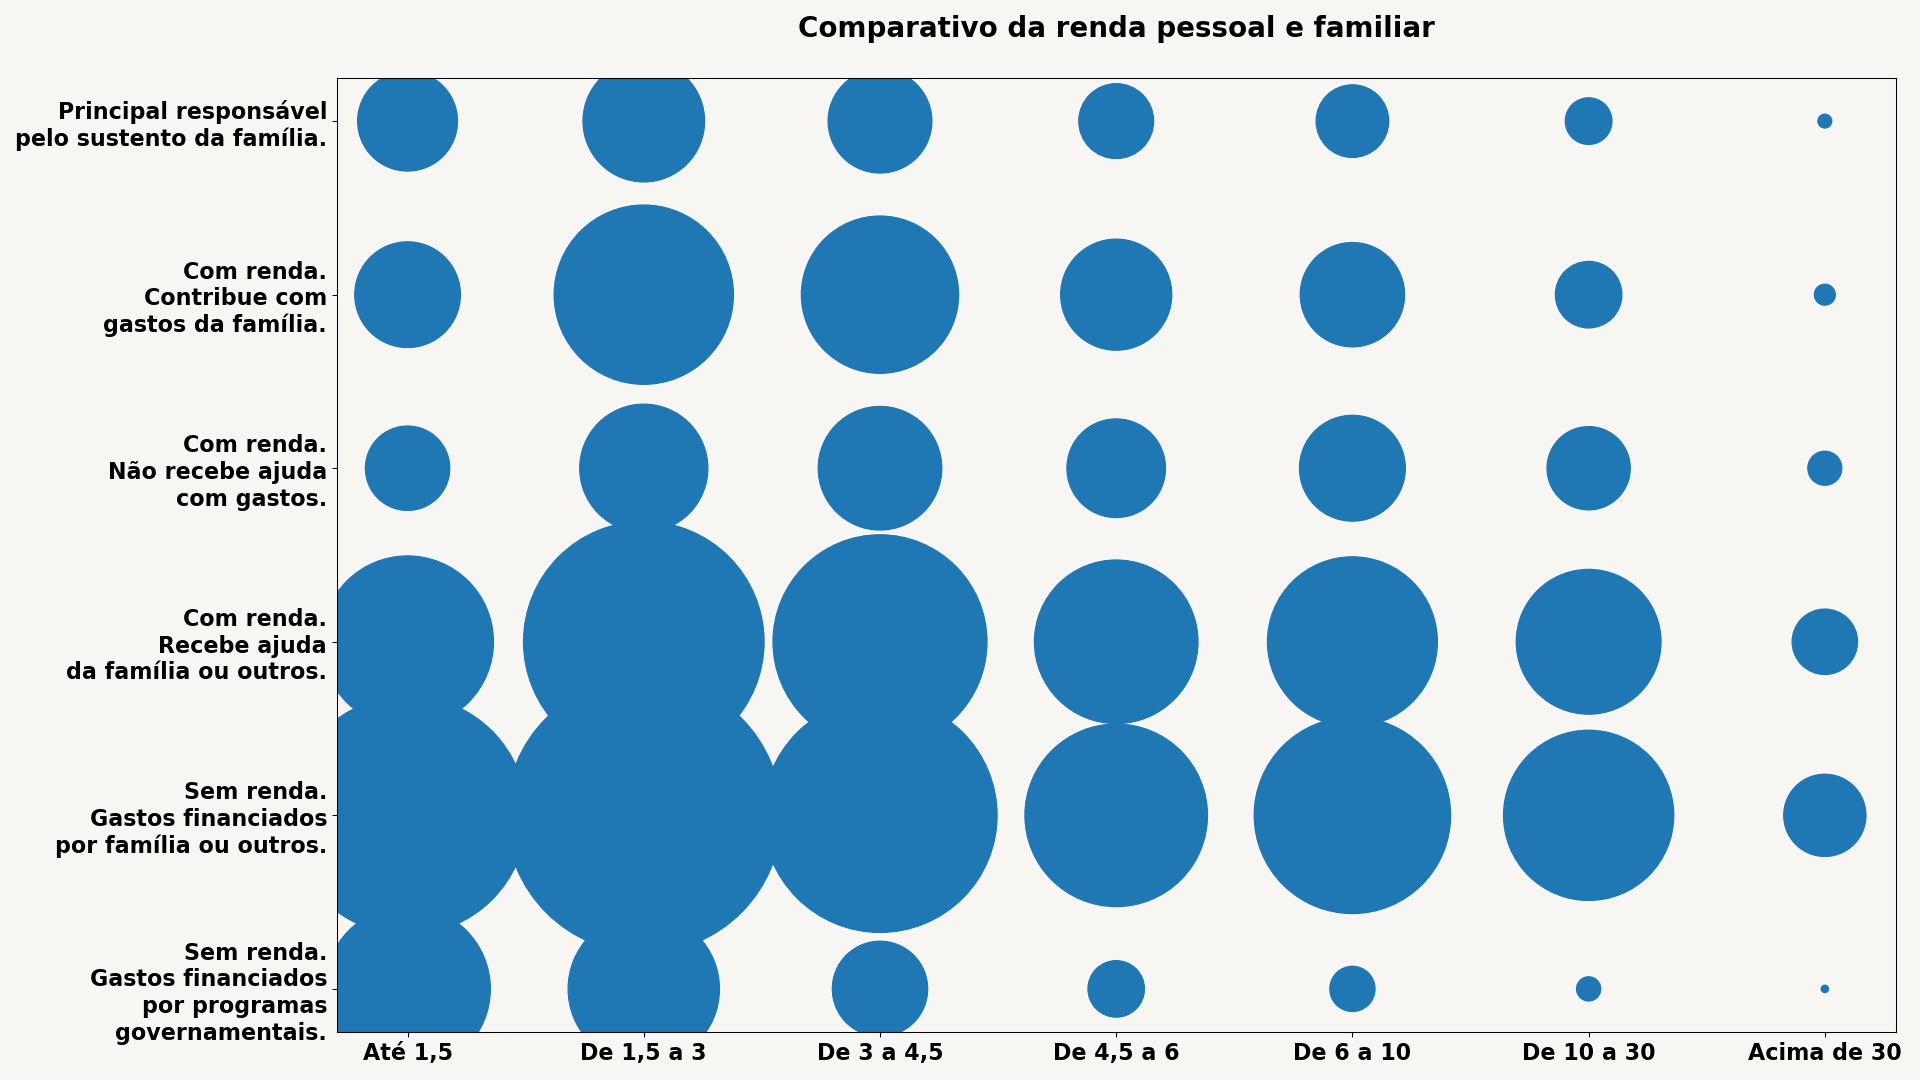 Comparativo da renda pessoal e familiar
Principal responsável
pelo sustento da família.
Com renda.
Contribue com
gastos da família.
Com renda.
Não recebe ajuda
com gastos.
Com renda.
Recebe ajuda
da família ou outros.
Sem renda.
Gastos financiados
por família ou outros.
Sem renda.
Gastos financiados
por programas
governamentais.
Até 1,5
De 1,5 a 3
De 3 a 4,5
De 4,5 a 6
De 6 a 10
De 10 a 30
Acima de 30